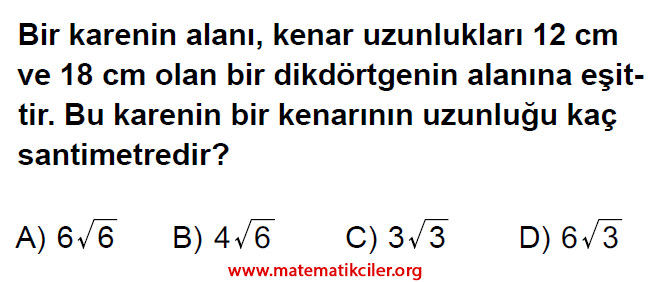 Bir karenin alanı, kenar uzunlukları 12 cm
ve 18 cm olan bir dikdörtgenin alanına eşit-
tir. Bu karenin bir kenarının uzunluğu kaç
santimetredir?
A) 6√6 B) 4√6 C) 3√3 D) 6√3
www.matematikciler.org